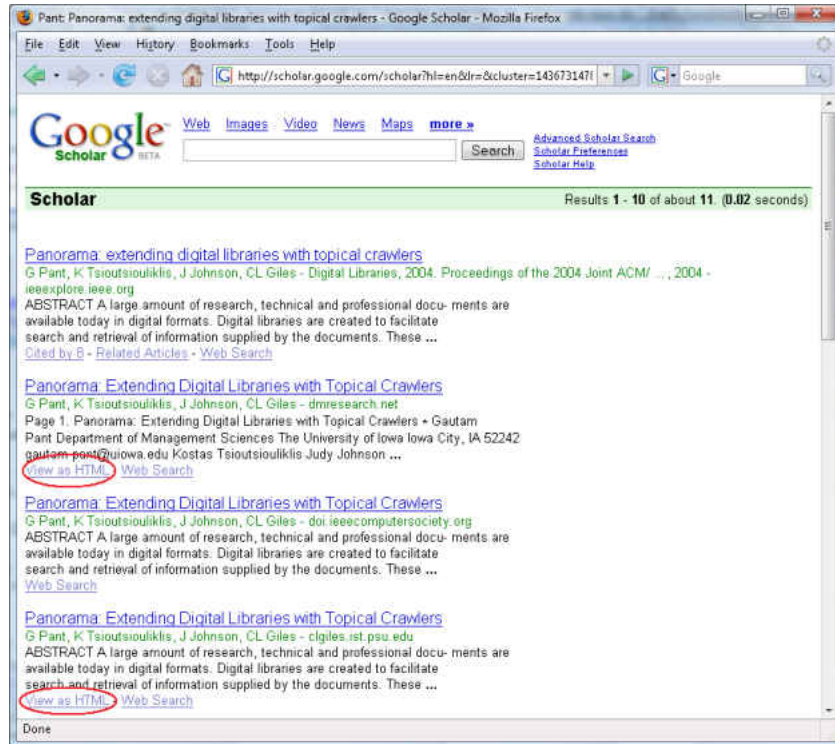 Pant: Panorama: extending digital libraries with topical crawlers - Google Scholar - Mozilla Firefox
File Edit View History Bookmarks Tools Help
http://scholar.google.com/scholar?hl=en&lr=&cluster=143673147 Google
Google Scholar BETA
Web Images Video News Maps more »
Search
Advanced Scholar Search
Scholar Preferences
Scholar Help
Scholar Results 1 - 10 of about 11. (0.02 seconds)
Panorama: extending digital libraries with topical crawlers
G Pant, K Tsioutsiouliklis, J Johnson, CL Giles - Digital Libraries, 2004. Proceedings of the 2004 Joint ACM/ ..., 2004 -
ieeexplore.ieee.org
ABSTRACT A large amount of research, technical and professional docu- ments are
available today in digital formats. Digital libraries are created to facilitate
search and retrieval of information supplied by the documents. These ...
Cited by 8 - Related Articles - Web Search
Panorama: Extending Digital Libraries with Topical Crawlers
G Pant, K Tsioutsiouliklis, J Johnson, CL Giles - dmresearch.net
Page 1. Panorama: Extending Digital Libraries with Topical Crawlers * Gautam
Pant Department of Management Sciences The University of Iowa Iowa City, IA 52242
gautam-pant@uiowa.edu Kostas Tsioutsiouliklis Judy Johnson ...
View as HTML - Web Search
Panorama: Extending Digital Libraries with Topical Crawlers
G Pant, K Tsioutsiouliklis, J Johnson, CL Giles - doi.ieeecomputersociety.org
ABSTRACT A large amount of research, technical and professional docu- ments are
available today in digital formats. Digital libraries are created to facilitate
search and retrieval of information supplied by the documents. These ...
Web Search
Panorama: Extending Digital Libraries with Topical Crawlers
G Pant, K Tsioutsiouliklis, J Johnson, CL Giles - clgiles.ist.psu.edu
ABSTRACT A large amount of research, technical and professional docu- ments are
available today in digital formats. Digital libraries are created to facilitate
search and retrieval of information supplied by the documents. These ...
View as HTML - Web Search
Done